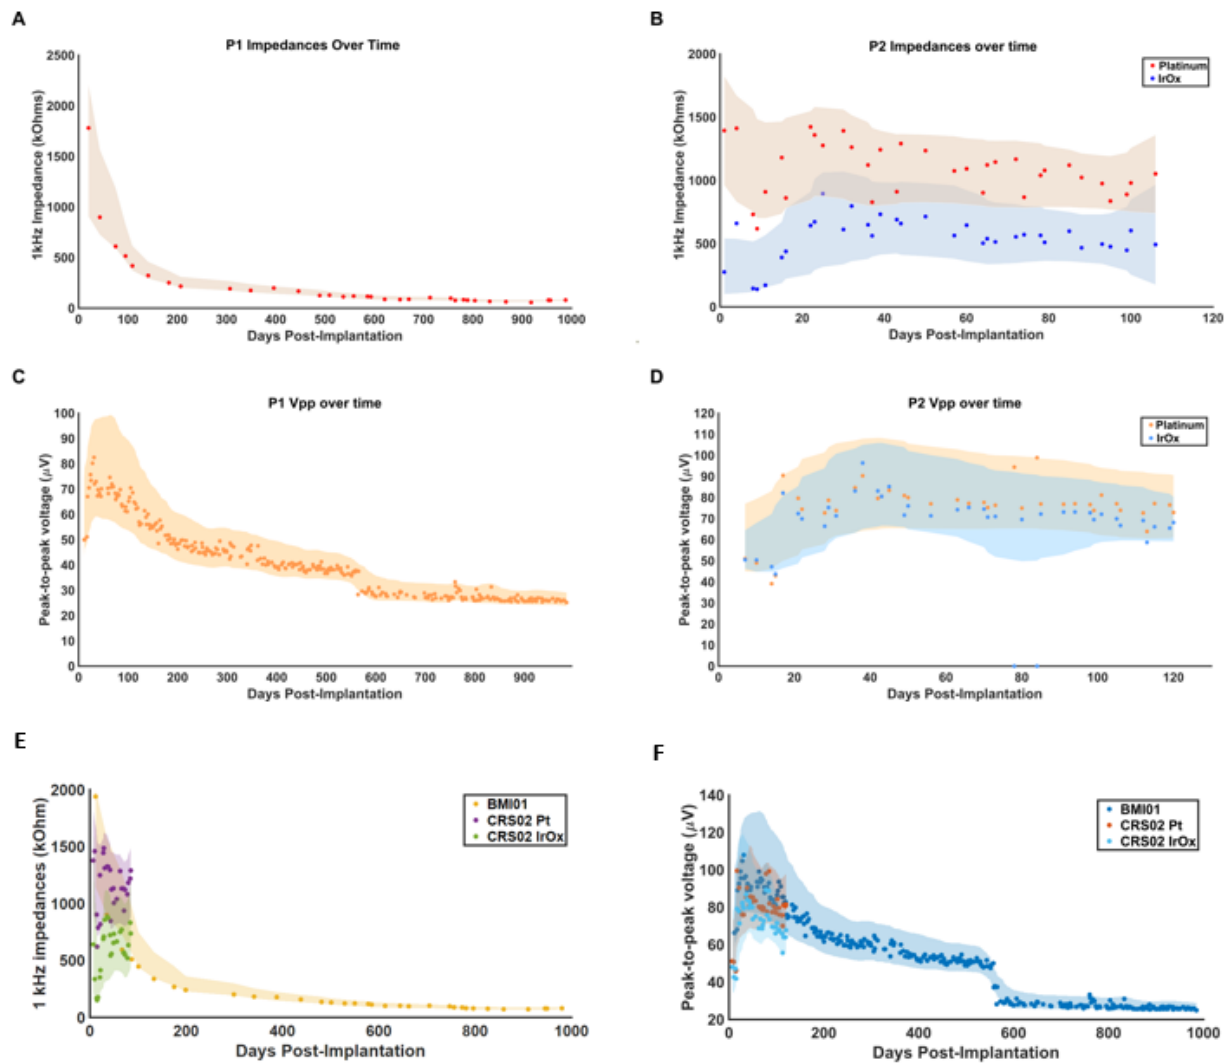 A
P1 Impedances Over Time
1kHz Impedance (kOhms)
2500
2000
1500
1000
500
0
0 100 200 300 400 500 600 700 800 900 1000
Days Post-Implantation
B
P2 Impedances over time
Platinum
IrOx
1kHz Impedance (kOhms)
2000
1500
1000
500
0
0 20 40 60 80 100 120
Days Post-Implantation
C
P1 Vpp over time
Peak-to-peak voltage (μV)
100
90
80
70
60
50
40
30
20
10
0
0 100 200 300 400 500 600 700 800 900
Days Post-Implantation
D
P2 Vpp over time
Platinum
IrOx
Peak-to-peak voltage (μV)
120
110
100
90
80
70
60
50
40
30
20
10
0
0 20 40 60 80 100 120
Days Post-Implantation
E
BMI01
CRS02 Pt
CRS02 IrOx
1 kHz impedances (kOhm)
2000
1500
1000
500
0
0 200 400 600 800 1000
Days Post-Implantation
F
BMI01
CRS02 Pt
CRS02 IrOx
Peak-to-peak voltage (μV)
140
120
100
80
60
40
20
0 200 400 600 800 1000
Days Post-Implantation